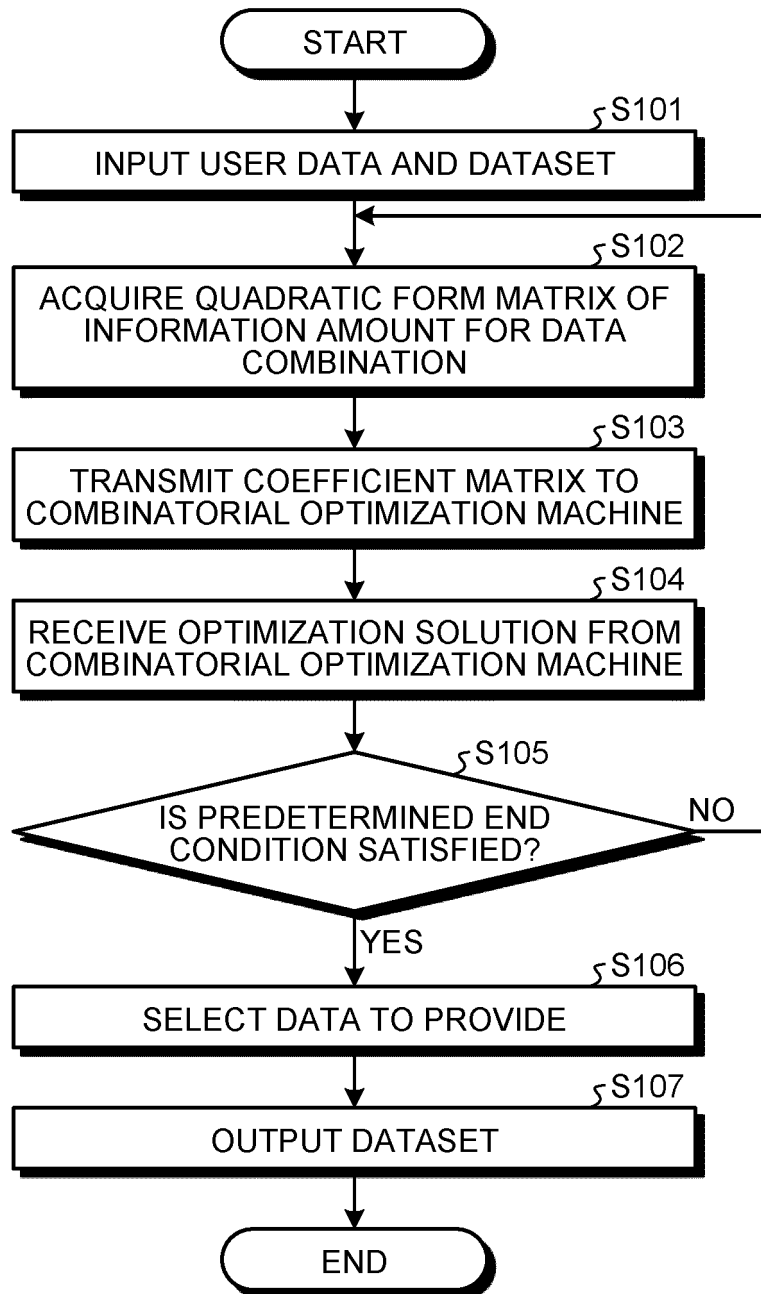 START
S101
INPUT USER DATA AND DATASET
S102
ACQUIRE QUADRATIC FORM MATRIX OF
INFORMATION AMOUNT FOR DATA
COMBINATION
S103
TRANSMIT COEFFICIENT MATRIX TO
COMBINATORIAL OPTIMIZATION MACHINE
S104
RECEIVE OPTIMIZATION SOLUTION FROM
COMBINATORIAL OPTIMIZATION MACHINE
S105
IS PREDETERMINED END
CONDITION SATISFIED?
NO
YES
S106
SELECT DATA TO PROVIDE
S107
OUTPUT DATASET
END